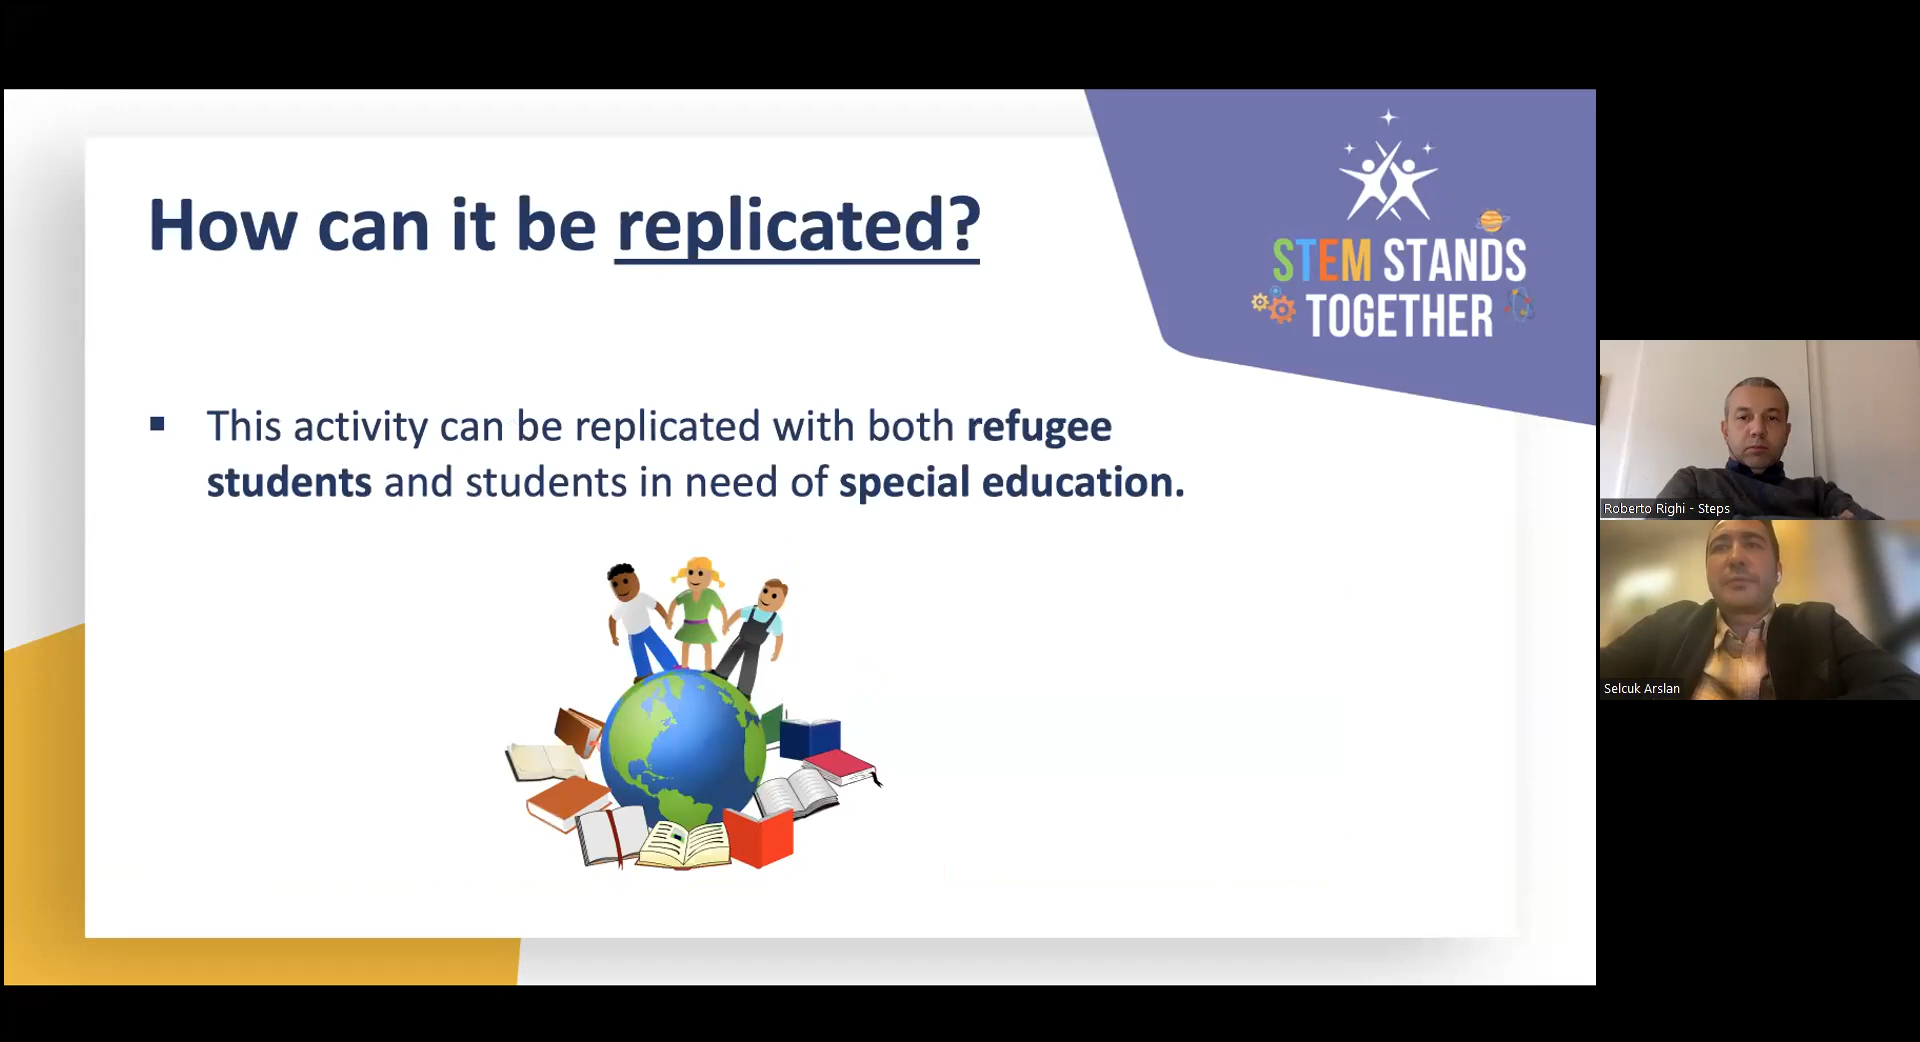 How can it be replicated?
STEM STANDS
TOGETHER
▪ This activity can be replicated with both refugee
students and students in need of special education.
Roberto Righi - Steps
Selcuk Arslan